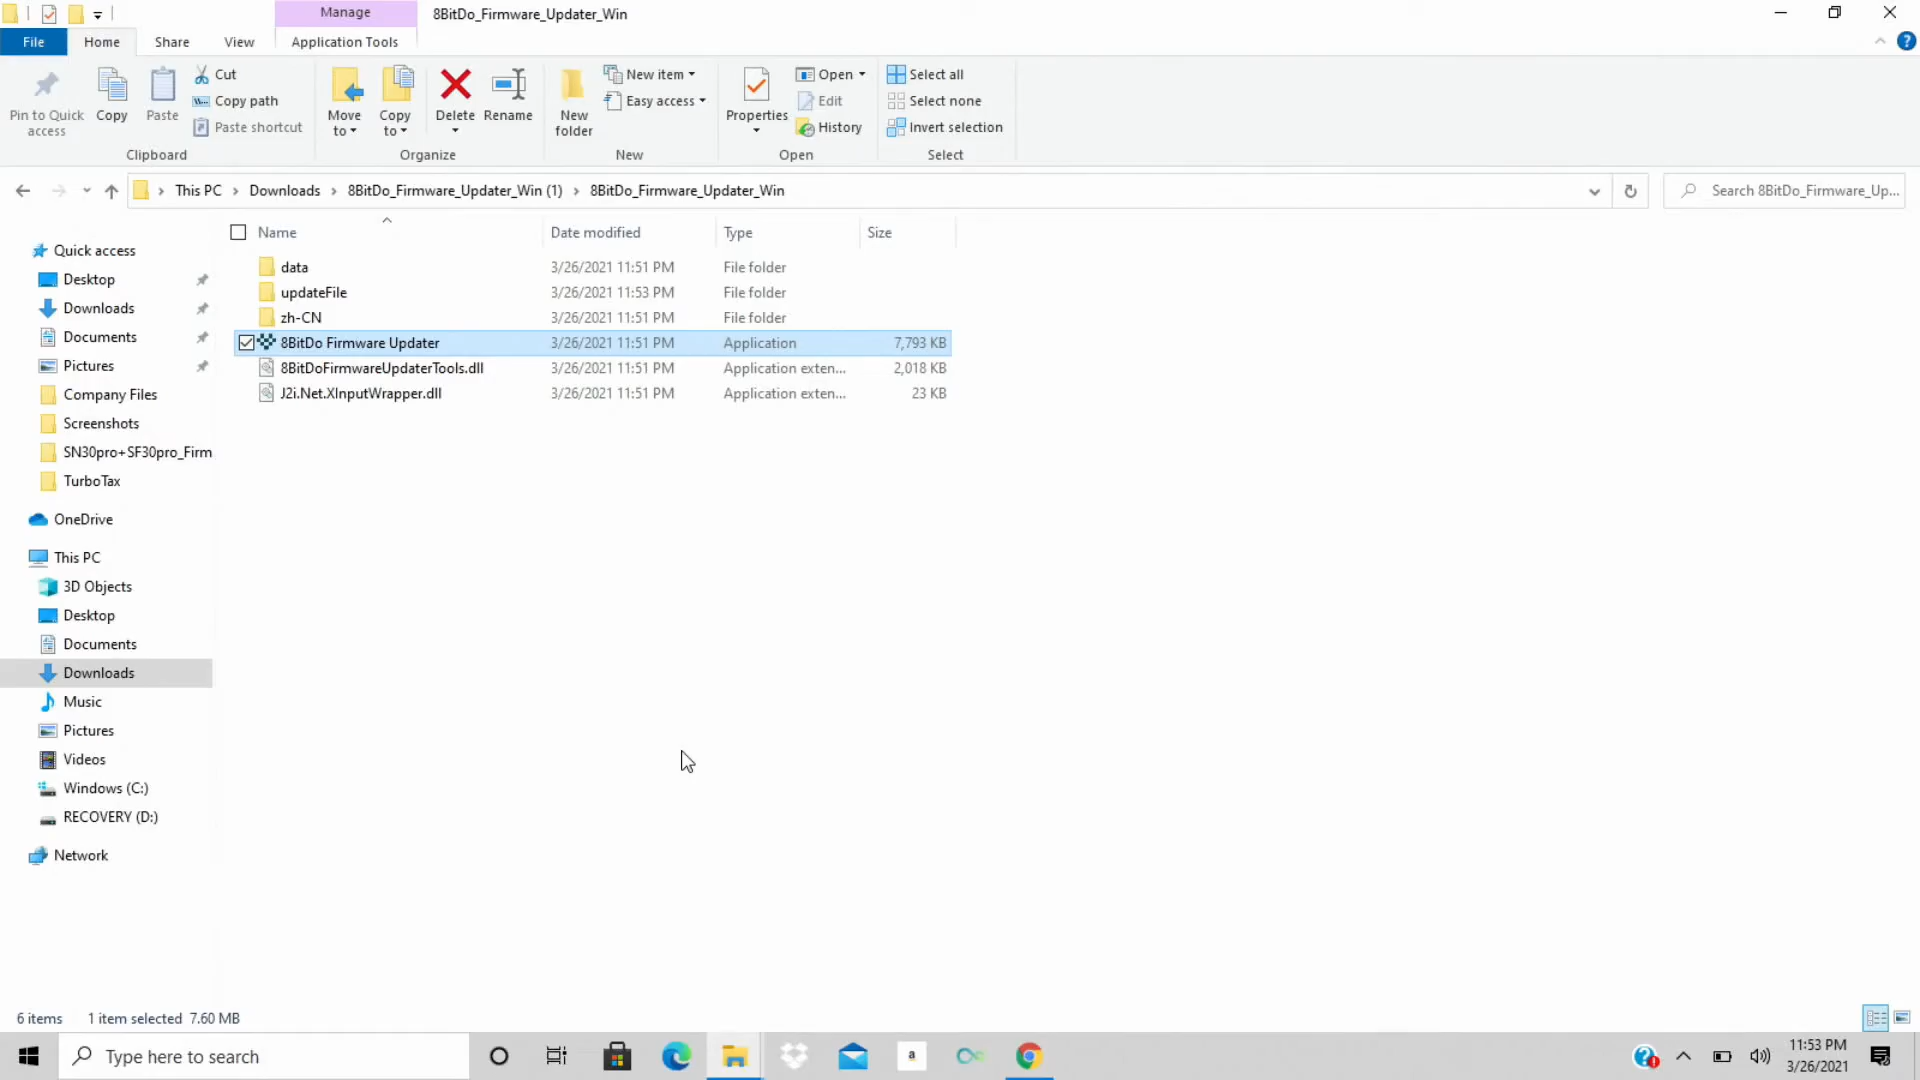 Manage
8BitDo_Firmware_Updater_Win
File
Home
Share
View
Application Tools
Pin to Quick access
Copy
Paste
Cut
Copy path
Paste shortcut
Move to
Copy to
Delete
Rename
New folder
New item
Easy access
Properties
Open
Edit
History
Select all
Select none
Invert selection
Clipboard
Organize
New
Open
Select
This PC > Downloads > 8BitDo_Firmware_Updater_Win (1) > 8BitDo_Firmware_Updater_Win
Search 8BitDo_Firmware_Up...
Name
Date modified
Type
Size
data 3/26/2021 11:51 PM File folder
updateFile 3/26/2021 11:53 PM File folder
zh-CN 3/26/2021 11:51 PM File folder
8BitDo Firmware Updater 3/26/2021 11:51 PM Application 7,793 KB
8BitDoFirmwareUpdaterTools.dll 3/26/2021 11:51 PM Application exten... 2,018 KB
J2i.Net.XInputWrapper.dll 3/26/2021 11:51 PM Application exten... 23 KB
Quick access
Desktop
Downloads
Documents
Pictures
Company Files
Screenshots
SN30pro+SF30pro_Firm
TurboTax
OneDrive
This PC
3D Objects
Desktop
Documents
Downloads
Music
Pictures
Videos
Windows (C:)
RECOVERY (D:)
Network
6 items
1 item selected 7.60 MB
Type here to search
a
11:53 PM
3/26/2021